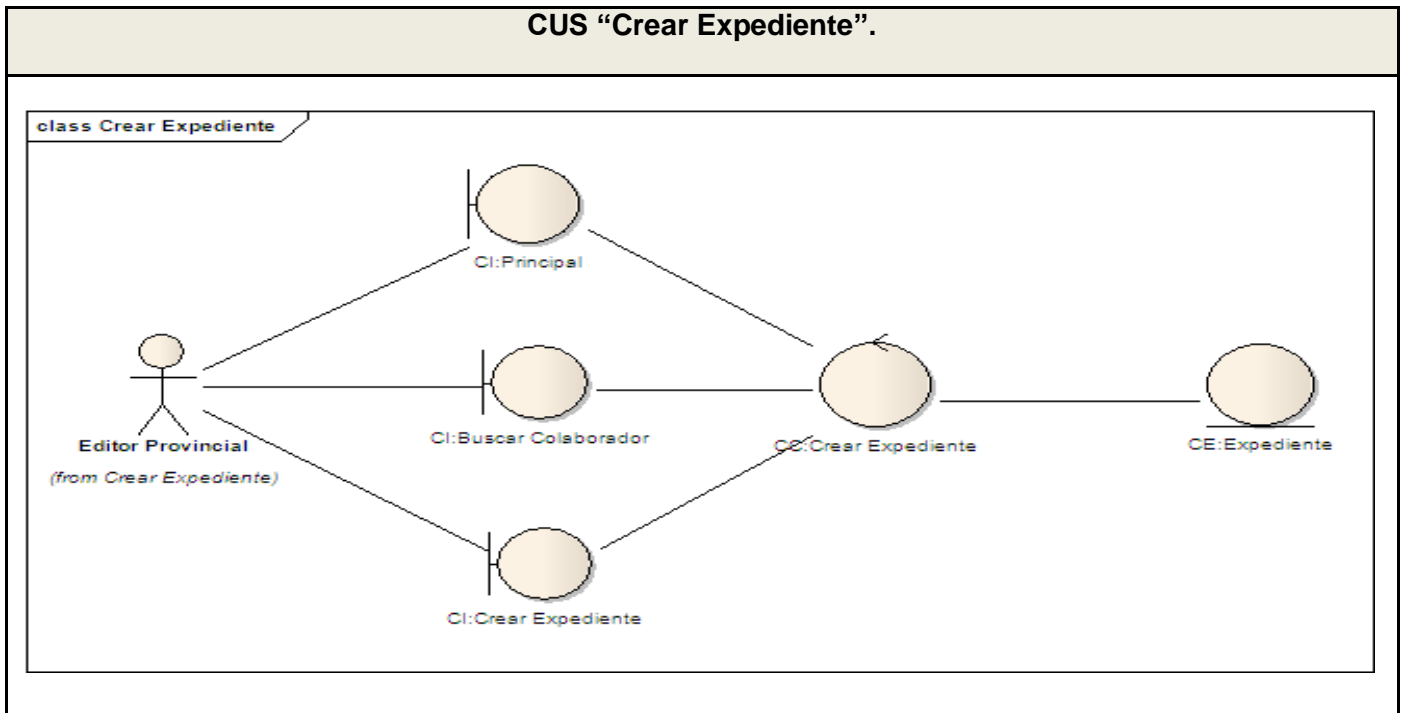 CUS “Crear Expediente”.
class Crear Expediente
CI:Principal
Editor Provincial
(from Crear Expediente)
CI:Buscar Colaborador
CC:Crear Expediente
CE:Expediente
CI:Crear Expediente